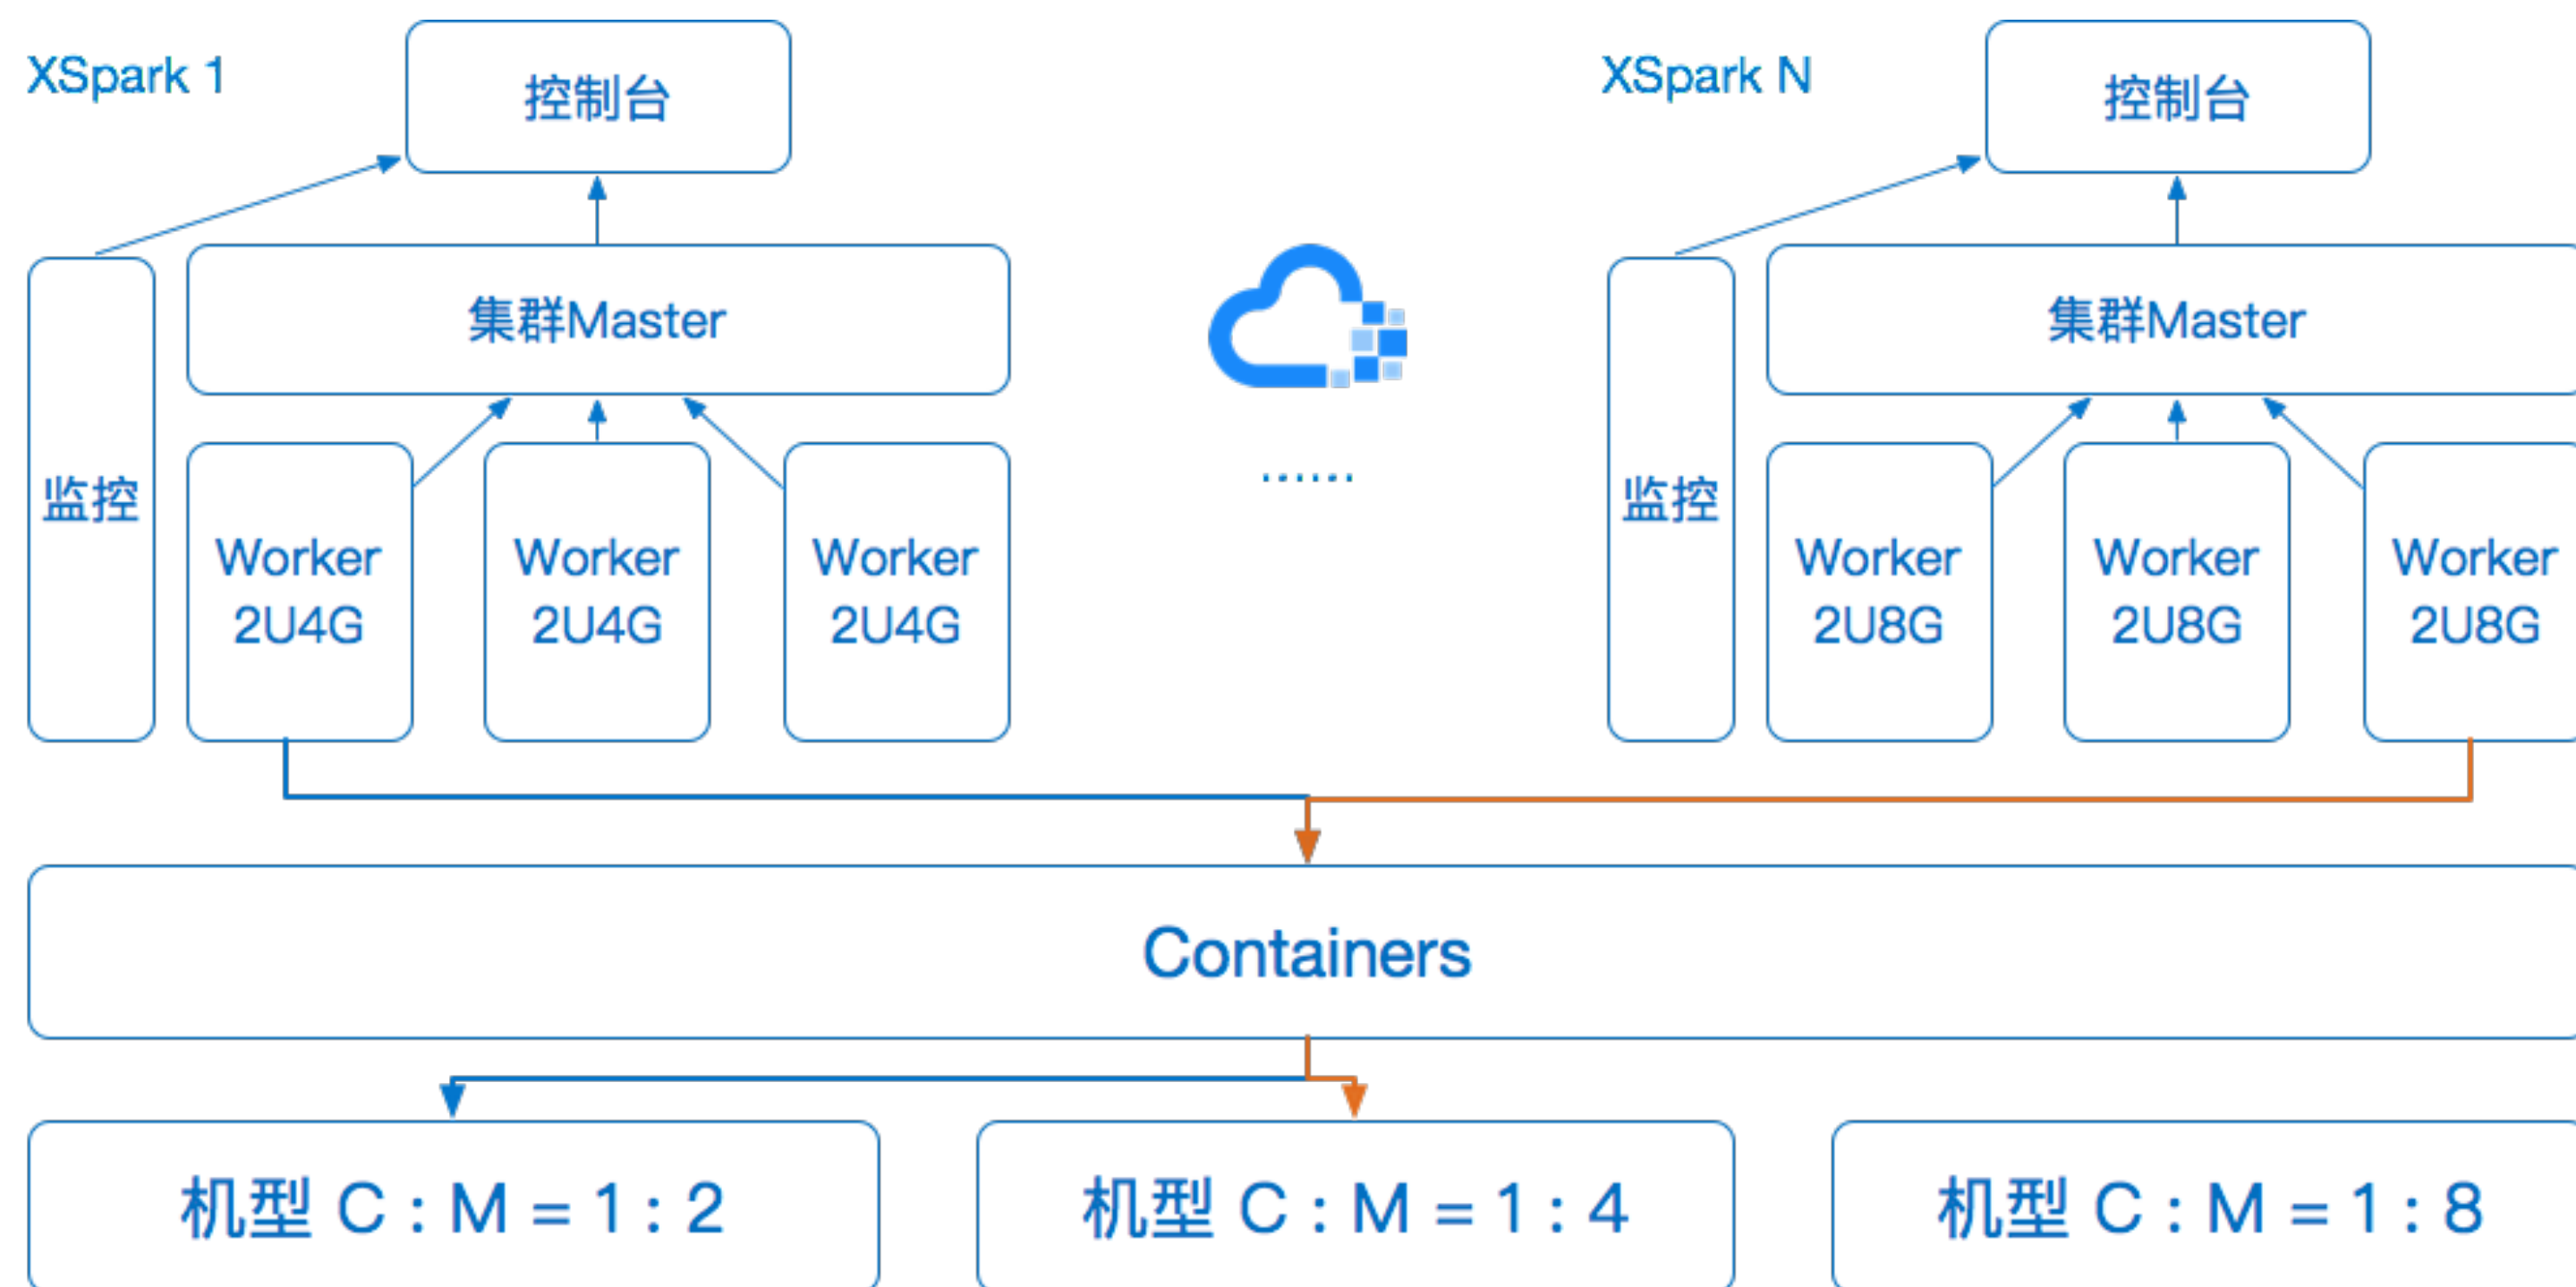 XSpark 1
控制台
XSpark N
控制台
集群Master
集群Master
监控
……
监控
Worker
2U4G
Worker
2U4G
Worker
2U4G
Worker
2U8G
Worker
2U8G
Worker
2U8G
Containers
机型 C : M = 1 : 2
机型 C : M = 1 : 4
机型 C : M = 1 : 8